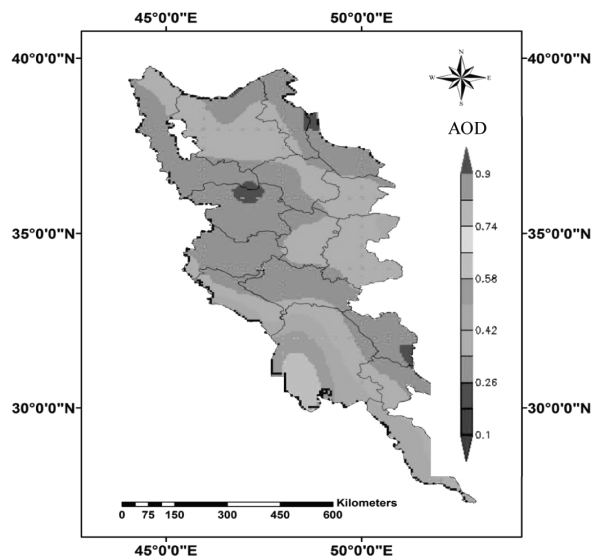 45°0'0"E 50°0'0"E
40°0'0"N 40°0'0"N
N
W E
S
AOD
0.9
0.74
35°0'0"N 35°0'0"N
0.58
0.42
0.26
30°0'0"N 30°0'0"N
0.1
Kilometers
0 75 150 300 450 600
45°0'0"E 50°0'0"E